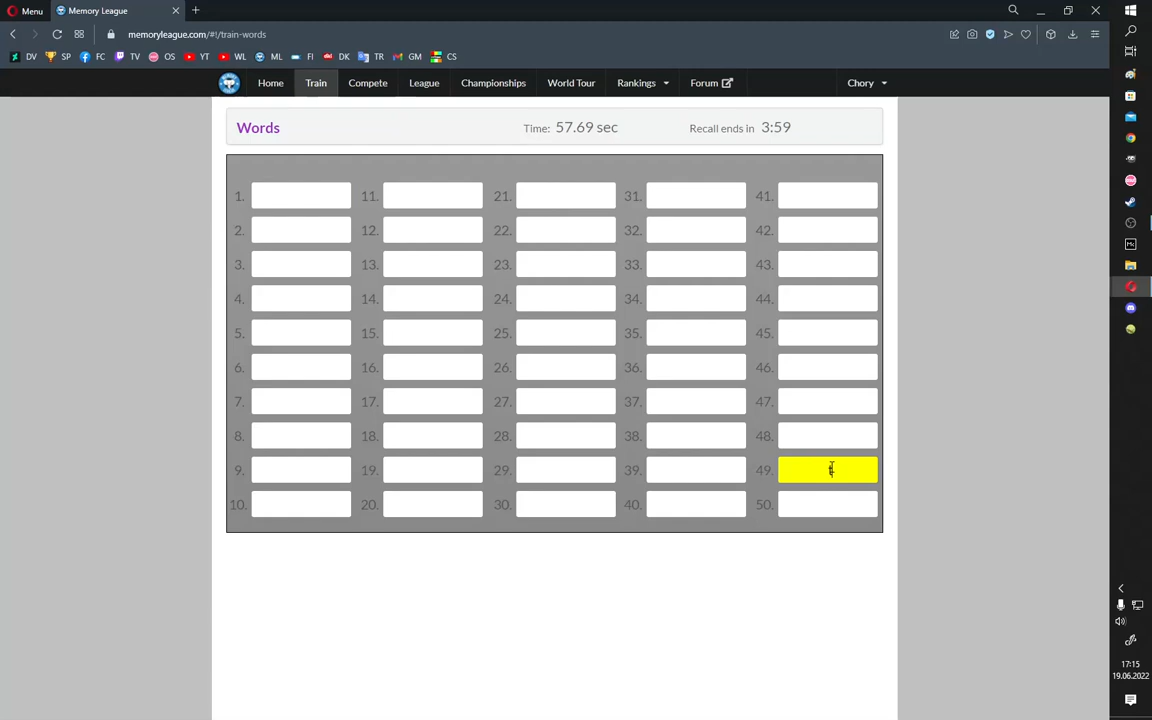 Menu Memory League
memoryleague.com/#!/train-words
DV SP FC TV OS YT WL ML FI DK TR GM CS
Home Train Compete League Championships World Tour Rankings Forum Chory
Words Time: 57.69 sec Recall ends in 3:59
1. 11. 21. 31. 41.
2. 12. 22. 32. 42.
3. 13. 23. 33. 43.
4. 14. 24. 34. 44.
5. 15. 25. 35. 45.
6. 16. 26. 36. 46.
7. 17. 27. 37. 47.
8. 18. 28. 38. 48.
9. 19. 29. 39. 49.
10. 20. 30. 40. 50.
17:15
19.06.2022